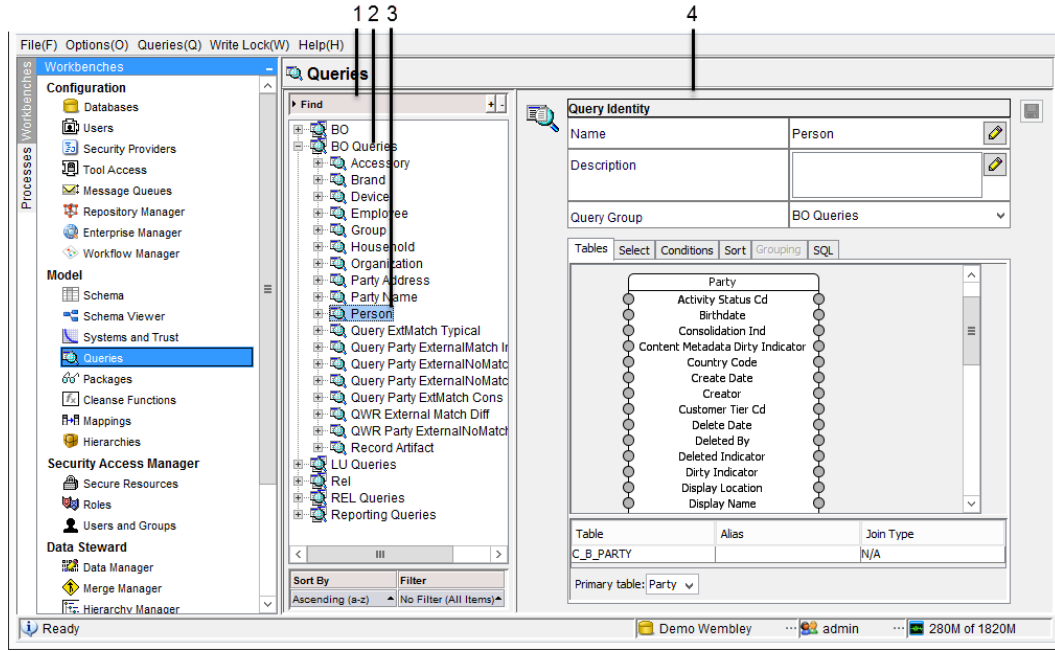 1 2 3 4
File(F) Options(O) Queries(Q) Write Lock(W) Help(H)
Processes Workbenches
Workbenches
Configuration
Databases
Users
Security Providers
Tool Access
Message Queues
Repository Manager
Enterprise Manager
Workflow Manager
Model
Schema
Schema Viewer
Systems and Trust
Queries
Packages
Cleanse Functions
Mappings
Hierarchies
Security Access Manager
Secure Resources
Roles
Users and Groups
Data Steward
Data Manager
Merge Manager
Hierarchy Manager
Queries
Find
BO
BO Queries
Accessory
Brand
Device
Employee
Group
Household
Organization
Party Address
Party Name
Person
Query ExtMatch Typical
Query Party ExternalMatch Ir
Query Party ExternalNoMatc
Query Party ExternalNoMatc
Query Party ExtMatch Cons
QWR External Match Diff
QWR Party ExternalNoMatch
Record Artifact
LU Queries
Rel
REL Queries
Reporting Queries
Sort By Filter
Ascending (a-z) No Filter (All Items)
Query Identity
Name Person
Description
Query Group BO Queries
Tables Select Conditions Sort Grouping SQL
Party
Activity Status Cd
Birthdate
Consolidation Ind
Content Metadata Dirty Indicator
Country Code
Create Date
Creator
Customer Tier Cd
Delete Date
Deleted By
Deleted Indicator
Dirty Indicator
Display Location
Display Name
Table Alias Join Type
C_B_PARTY N/A
Primary table: Party
Ready Demo Wembley ··· admin ··· 280M of 1820M